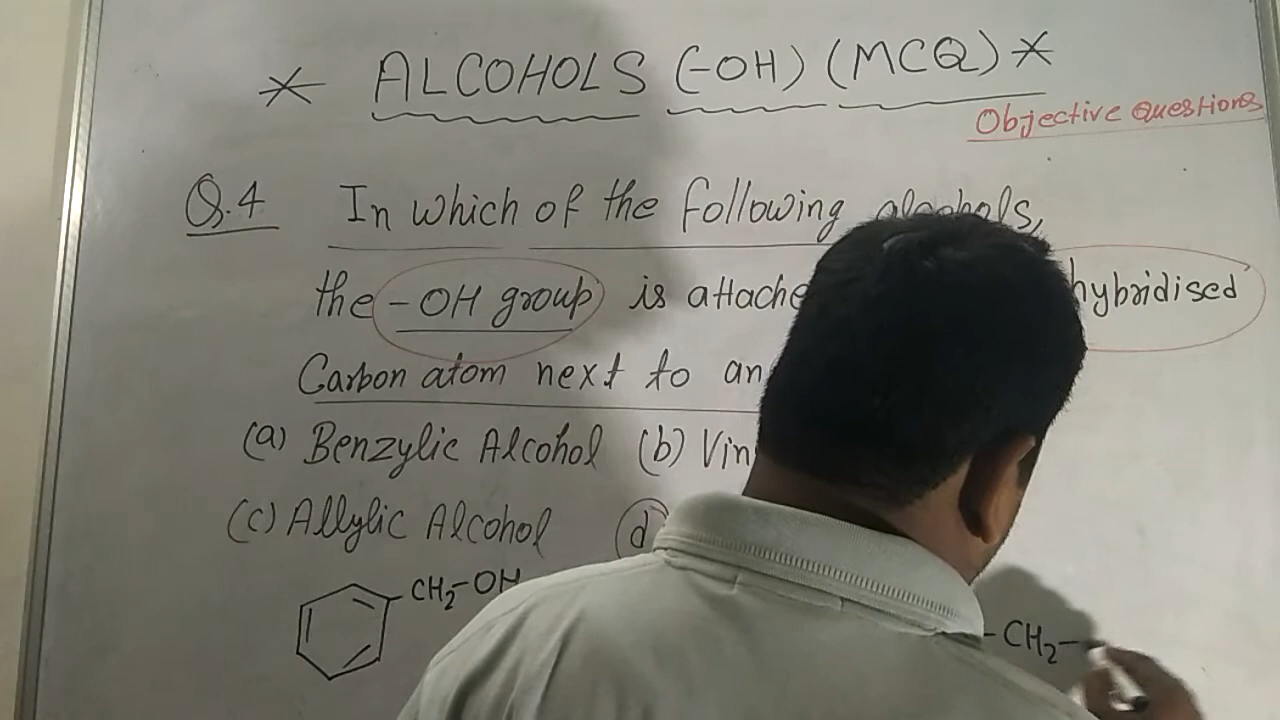 * ALCOHOLS (-OH) (MCQ) *
Objective Questions
Q.4 In which of the following alcohols,
the -OH group is attache hybridised
Carbon atom next to an
(a) Benzylic Alcohol (b) Vin
(c) Allylic Alcohol (d)
CH2-OH
-CH2-